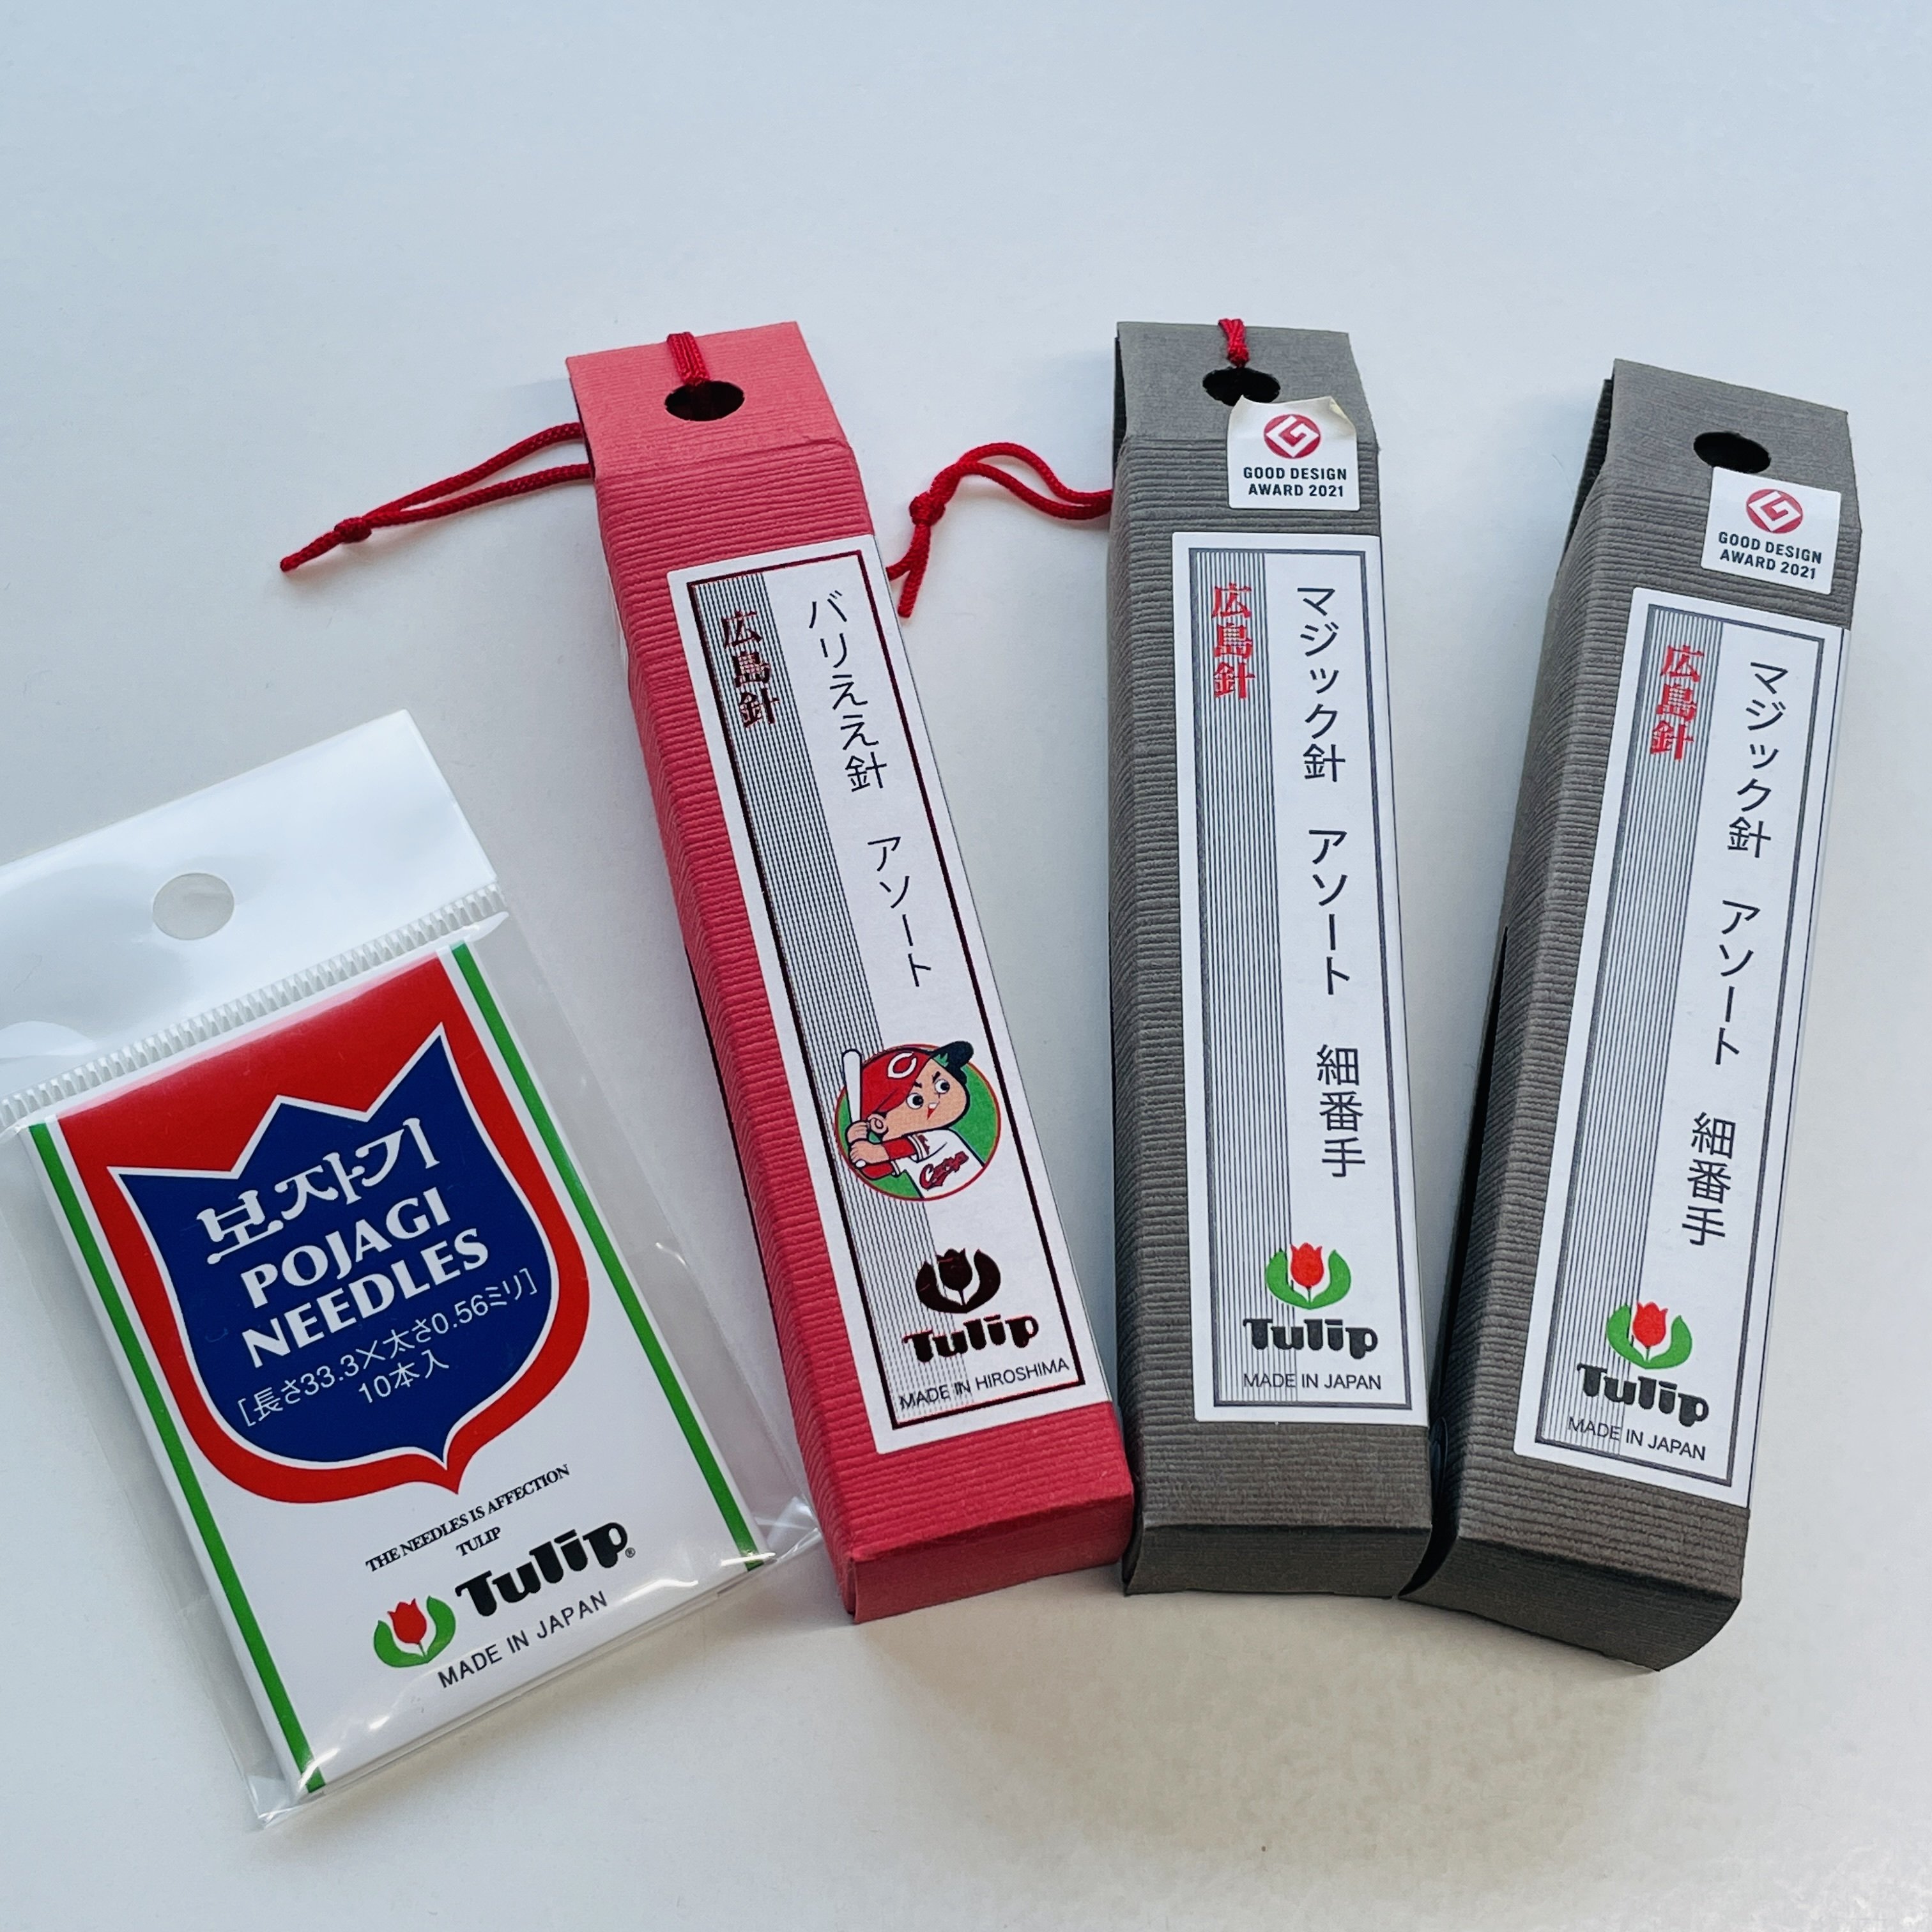 보자기
POJAGI
NEEDLES
[長さ33.3×太さ0.56ミリ]
10本入
THE NEEDLES IS AFFECTION
TULIP
Tulip®
MADE IN JAPAN
バリええ針 アソート
広島針
C
Carp
Tulip
MADE IN HIROSHIMA
GOOD DESIGN
AWARD 2021
マジック針 アソート 細番手
広島針
Tulip
MADE IN JAPAN
GOOD DESIGN
AWARD 2021
マジック針 アソート 細番手
広島針
Tulip
MADE IN JAPAN